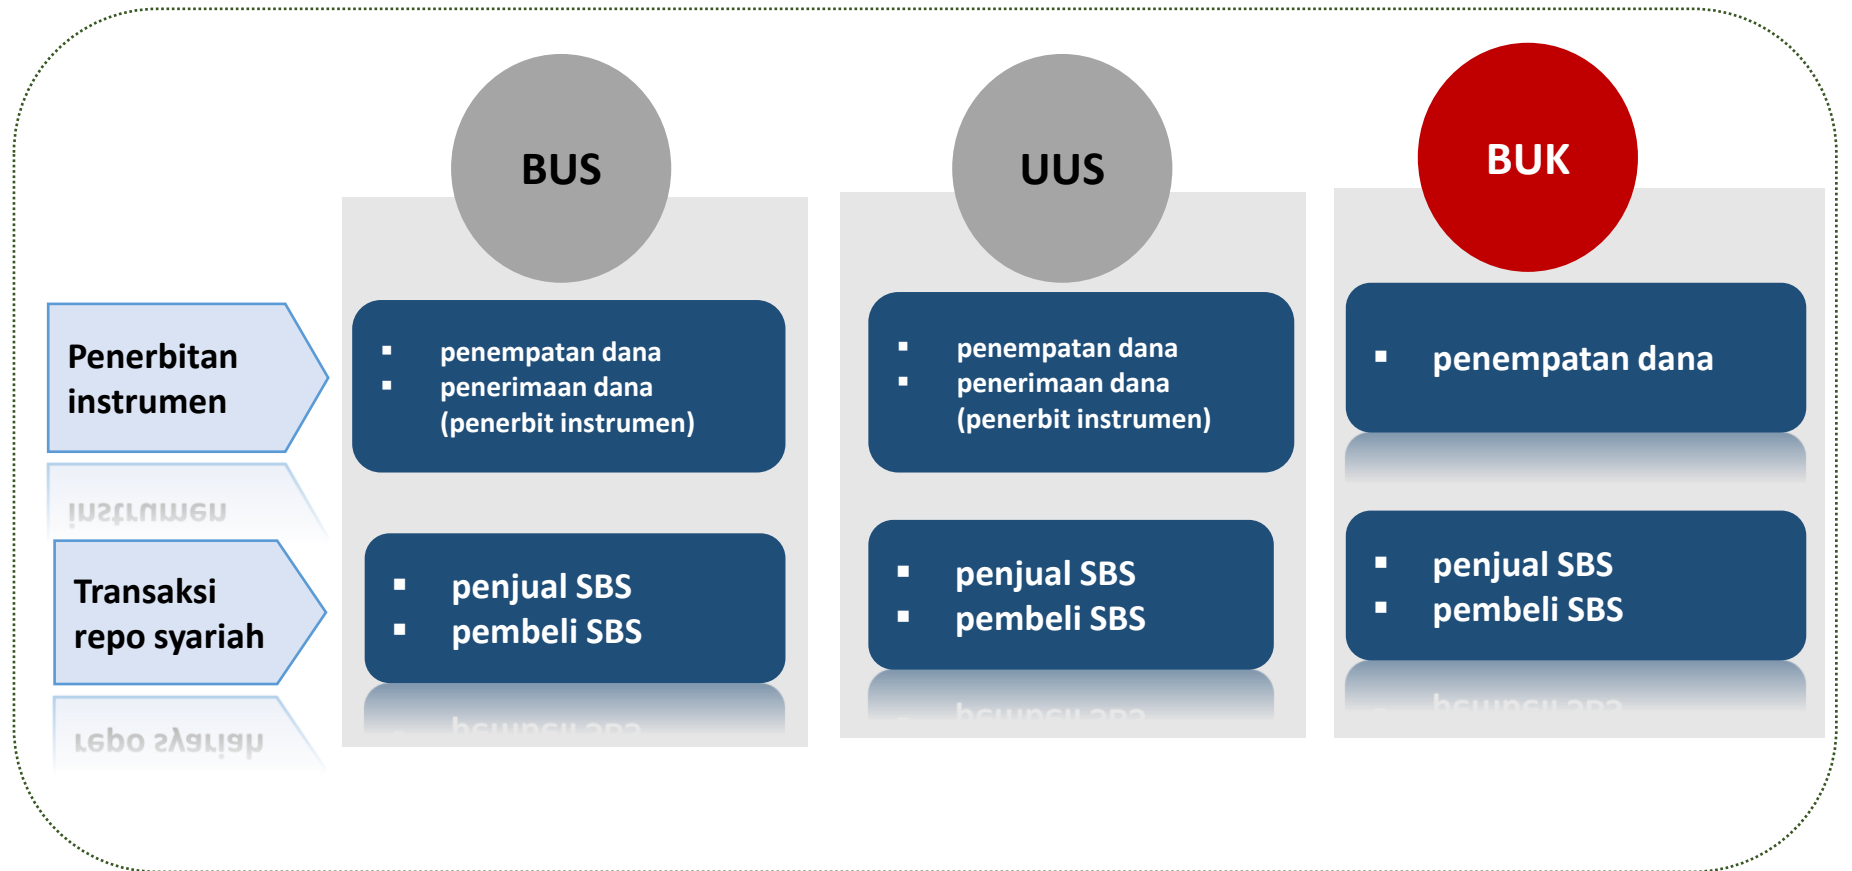 BUS
UUS
BUK
Penerbitan
instrumen
▪ penempatan dana
▪ penerimaan dana
(penerbit instrumen)
▪ penempatan dana
▪ penerimaan dana
(penerbit instrumen)
▪ penempatan dana
Transaksi
repo syariah
▪ penjual SBS
▪ pembeli SBS
▪ penjual SBS
▪ pembeli SBS
▪ penjual SBS
▪ pembeli SBS